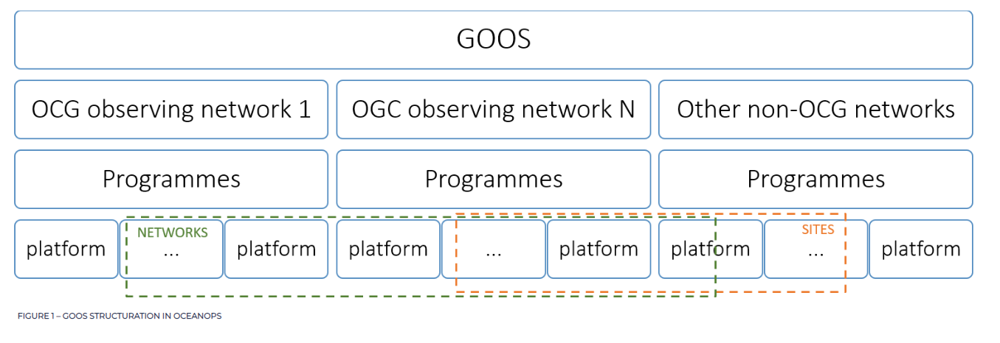 GOOS
OCG observing network 1
OGC observing network N
Other non-OCG networks
Programmes
Programmes
Programmes
platform
NETWORKS
...
platform
platform
...
platform
platform
SITES
...
platform
FIGURE 1 – GOOS STRUCTURATION IN OCEANOPS